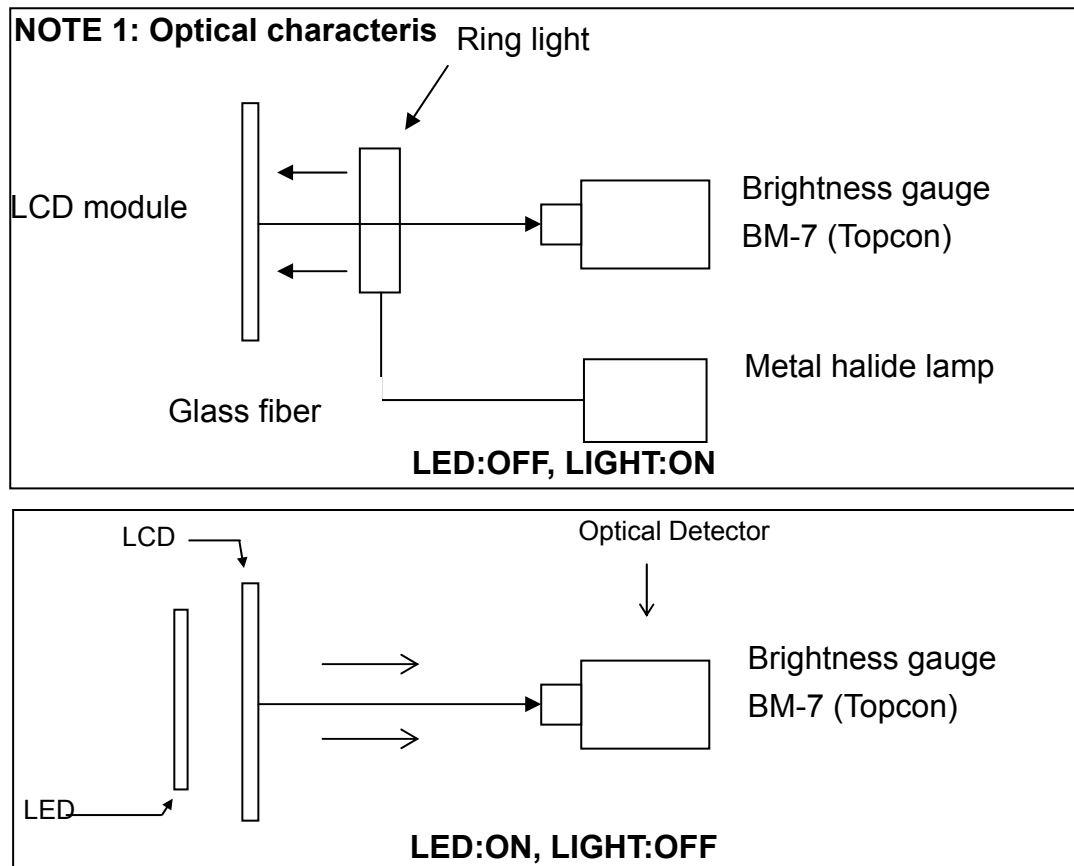 NOTE 1: Optical characteris
Ring light
LCD module
Brightness gauge
BM-7 (Topcon)
Metal halide lamp
Glass fiber
LED:OFF, LIGHT:ON
LCD
Optical Detector
Brightness gauge
BM-7 (Topcon)
LED
LED:ON, LIGHT:OFF